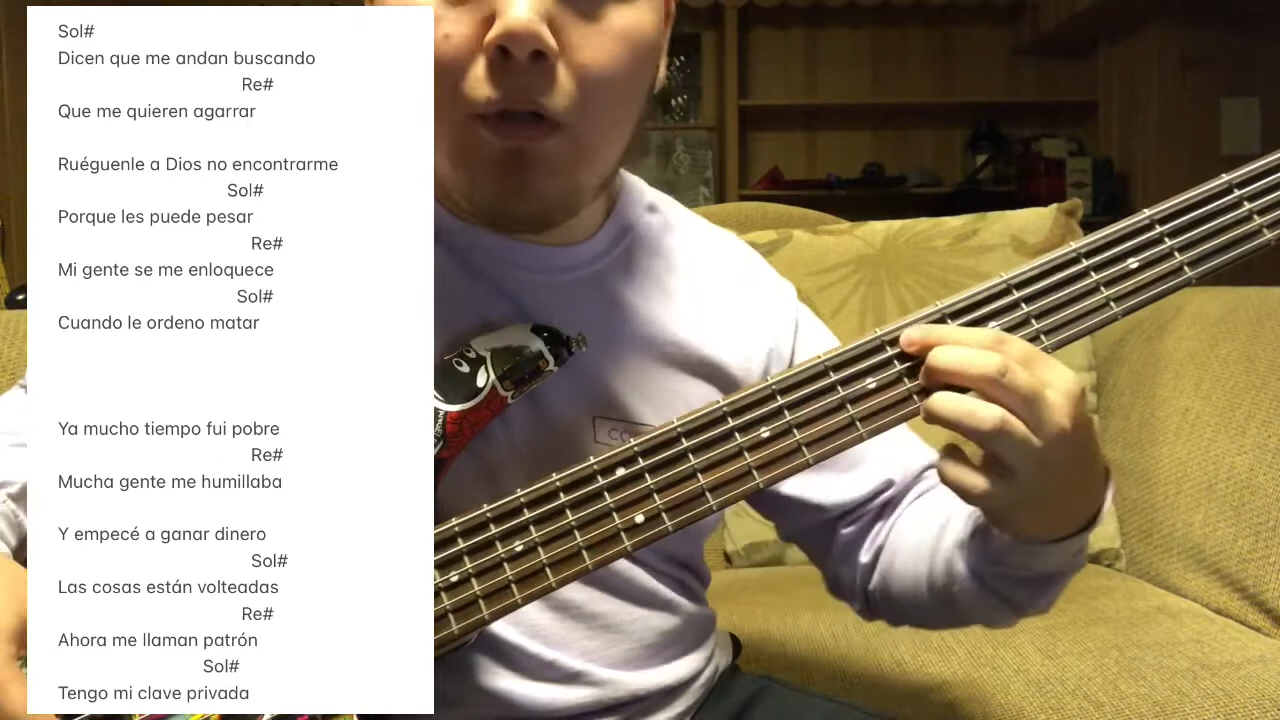 Sol#
Dicen que me andan buscando
Re#
Que me quieren agarrar
Ruéguenle a Dios no encontrarme
Sol#
Porque les puede pesar
Re#
Mi gente se me enloquece
Sol#
Cuando le ordeno matar
Ya mucho tiempo fui pobre
Re#
Mucha gente me humillaba
Y empecé a ganar dinero
Sol#
Las cosas están volteadas
Re#
Ahora me llaman patrón
Sol#
Tengo mi clave privada